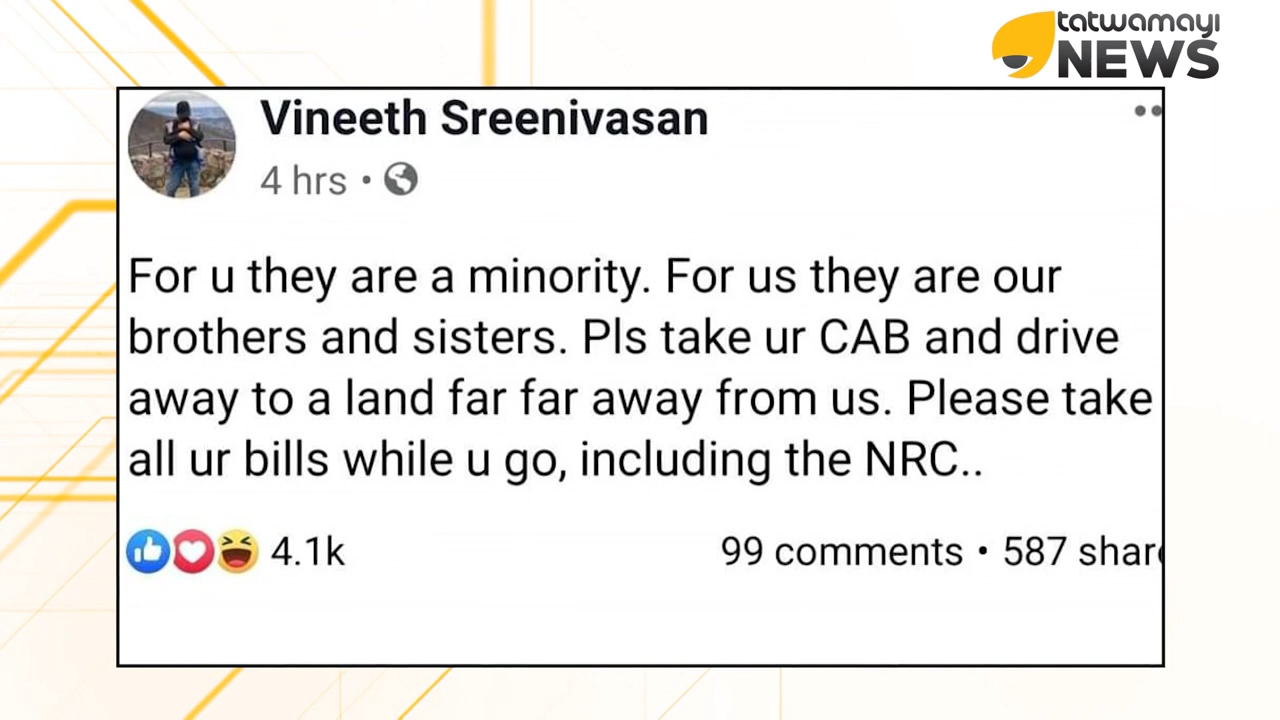 tatwamayi
NEWS
Vineeth Sreenivasan
4 hrs •
For u they are a minority. For us they are our
brothers and sisters. Pls take ur CAB and drive
away to a land far far away from us. Please take
all ur bills while u go, including the NRC..
4.1k
99 comments • 587 shar